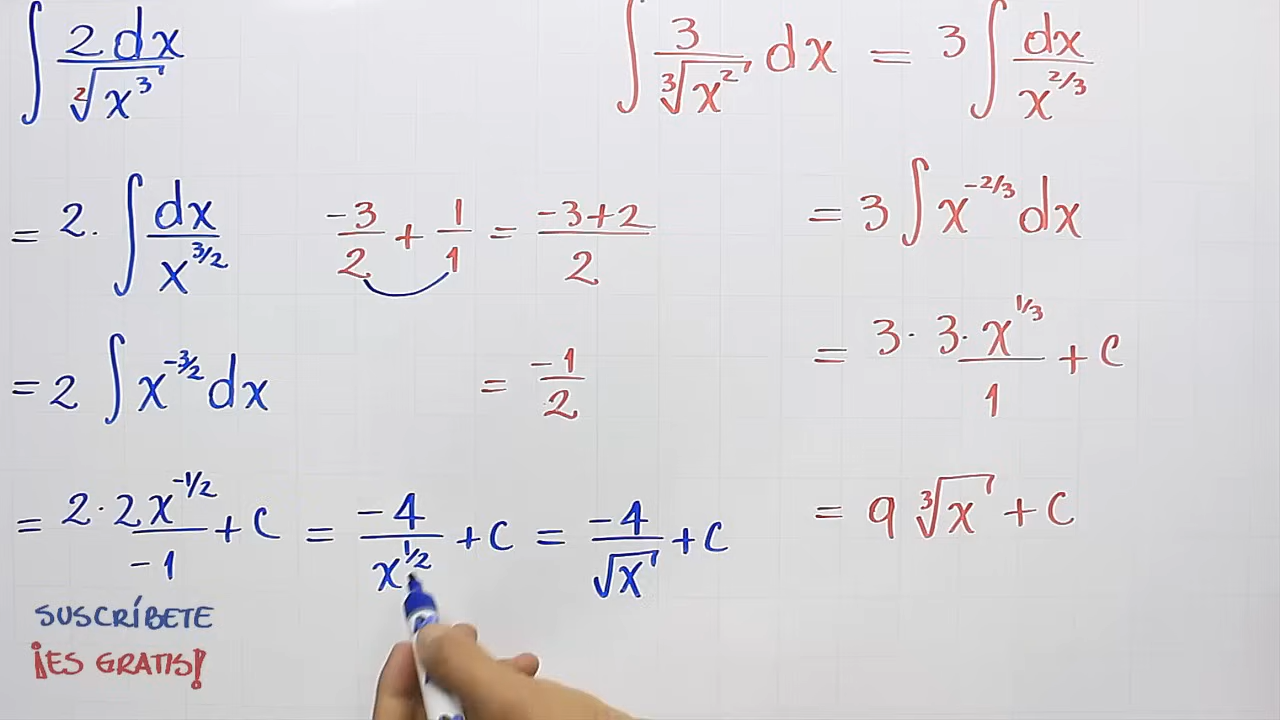 ∫ 2dx / ²√x³
= 2. ∫ dx / x^3/2
= 2 ∫ x^-3/2 dx
= 2·2x^-1/2 / -1 + C = -4 / x^1/2 + C = -4 / √x + C
-3/2 + 1/1 = -3+2 / 2
= -1/2
∫ 3 / ³√x² dx = 3 ∫ dx / x^2/3
= 3 ∫ x^-2/3 dx
= 3· 3· x^1/3 / 1 + C
= 9 ³√x + C
SUSCRÍBETE
¡ES GRATIS!